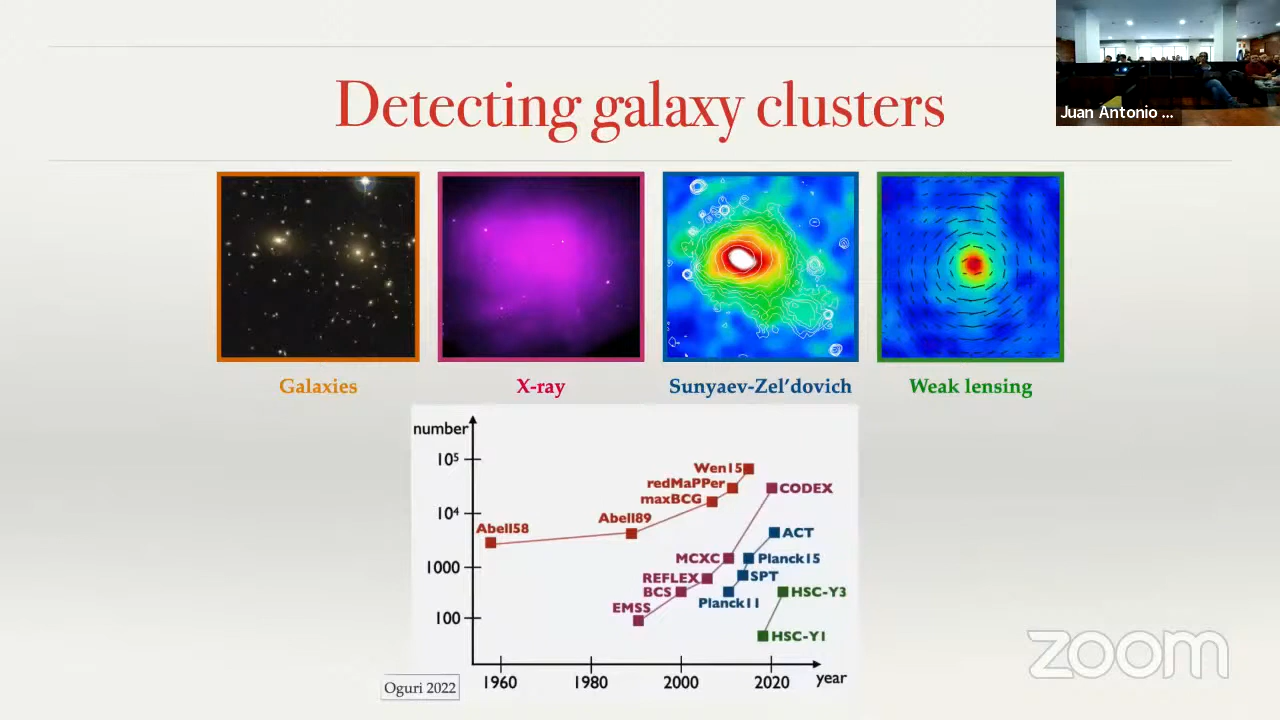 Detecting galaxy clusters
Juan Antonio ...
Galaxies
X-ray
Sunyaev-Zel'dovich
Weak lensing
number
10⁵
10⁴
1000
100
Abell58
Abell89
Wen15
redMaPPer
maxBCG
CODEX
MCXC
REFLEX
BCS
EMSS
ACT
Planck15
SPT
Planck11
HSC-Y3
HSC-Y1
1960
1980
2000
2020
year
Oguri 2022
zoom